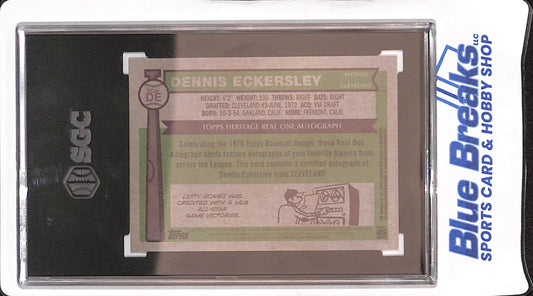 SGC
DE
DENNIS ECKERSLEY
PITCHER
CLEVELAND
HEIGHT: 6'2" WEIGHT: 190 THROWS: RIGHT BATS: RIGHT
DRAFTED: CLEVELAND #3-JUNE, 1972 ACQ: VIA DRAFT
BORN: 10-3-54, OAKLAND, CALIF. HOME: FREMONT, CALIF.
TOPPS HERITAGE REAL ONE AUTOGRAPH
Celebrating the 1976 Topps Baseball design, these Real One
Autograph cards feature autographs of your favorite players from
across the League. This card contains a certified autograph of
Dennis Eckersley from CLEVELAND
LEFTY GOMEZ WAS
CREDITED WITH 3 MLB
ALL-STAR
GAME VICTORIES.
TOPPS
Blue Breaks LLC
SPORTS CARD & HOBBY SHOP